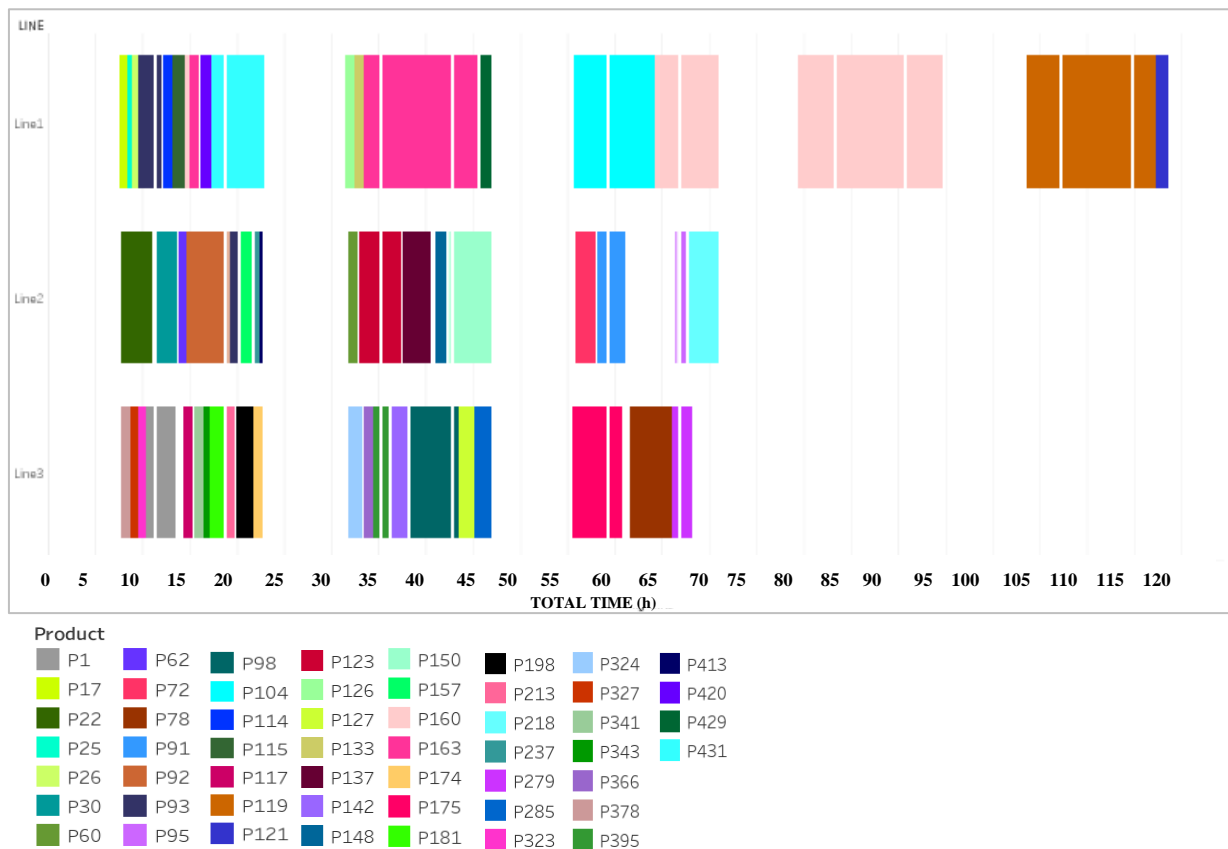 LINE
Line1
Line2
Line3
0 5 10 15 20 25 30 35 40 45 50 55 60 65 70 75 80 85 90 95 100 105 110 115 120
TOTAL TIME (h)
Product
P1 P62 P98 P123 P150 P198 P324 P413
P17 P72 P104 P126 P157 P213 P327 P420
P22 P78 P114 P127 P160 P218 P341 P429
P25 P91 P115 P133 P163 P237 P343 P431
P26 P92 P117 P137 P174 P279 P366
P30 P93 P119 P142 P175 P285 P378
P60 P95 P121 P148 P181 P323 P395